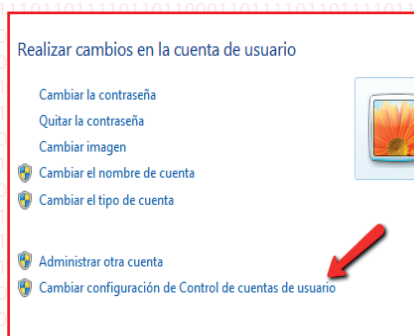 Realizar cambios en la cuenta de usuario
Cambiar la contraseña
Quitar la contraseña
Cambiar imagen
Cambiar el nombre de cuenta
Cambiar el tipo de cuenta
Administrar otra cuenta
Cambiar configuración de Control de cuentas de usuario